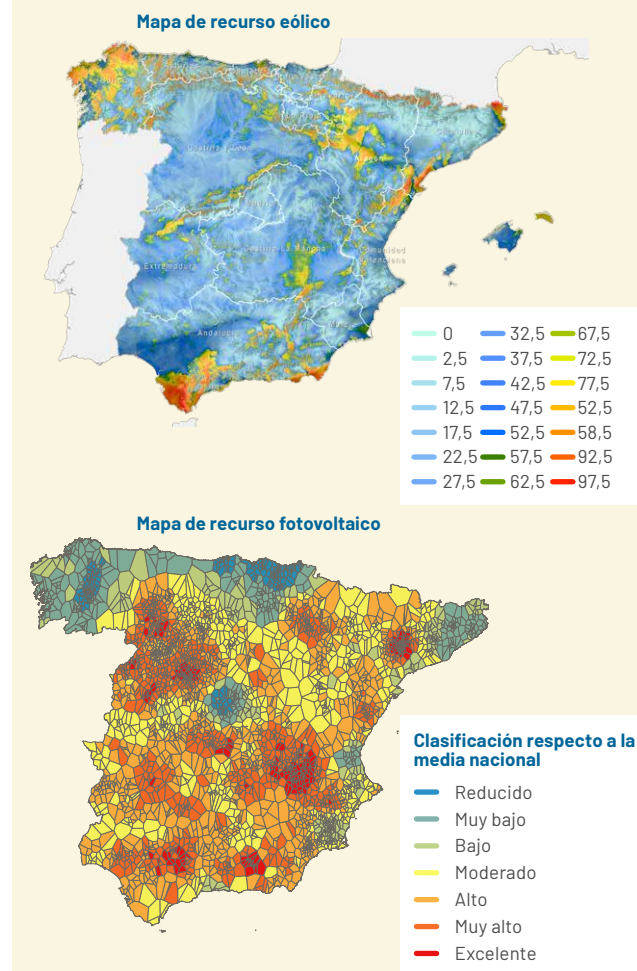 Mapa de recurso eólico
Castilla y León
Aragón
Extremadura
Comunidad
Valenciana
Andalucía
0
2,5
7,5
12,5
17,5
22,5
27,5
32,5
37,5
42,5
47,5
52,5
57,5
62,5
67,5
72,5
77,5
52,5
58,5
92,5
97,5
Mapa de recurso fotovoltaico
Clasificación respecto a la
media nacional
Reducido
Muy bajo
Bajo
Moderado
Alto
Muy alto
Excelente